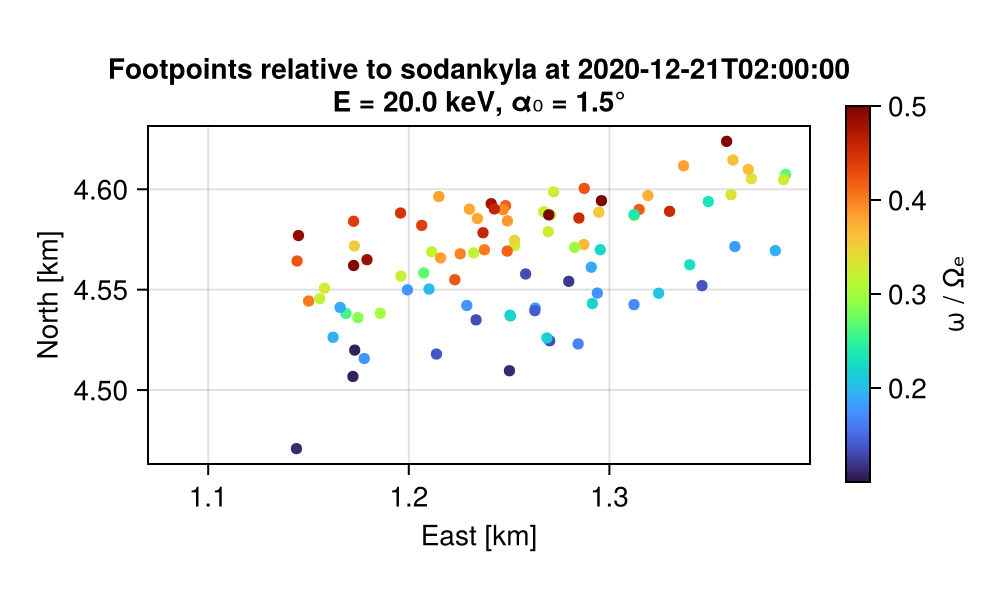 Footpoints relative to sodankyla at 2020-12-21T02:00:00
E = 20.0 keV, α₀ = 1.5°
0.5
0.4
0.3
0.2
ω / Ωₑ
4.60
4.55
4.50
North [km]
1.1 1.2 1.3
East [km]